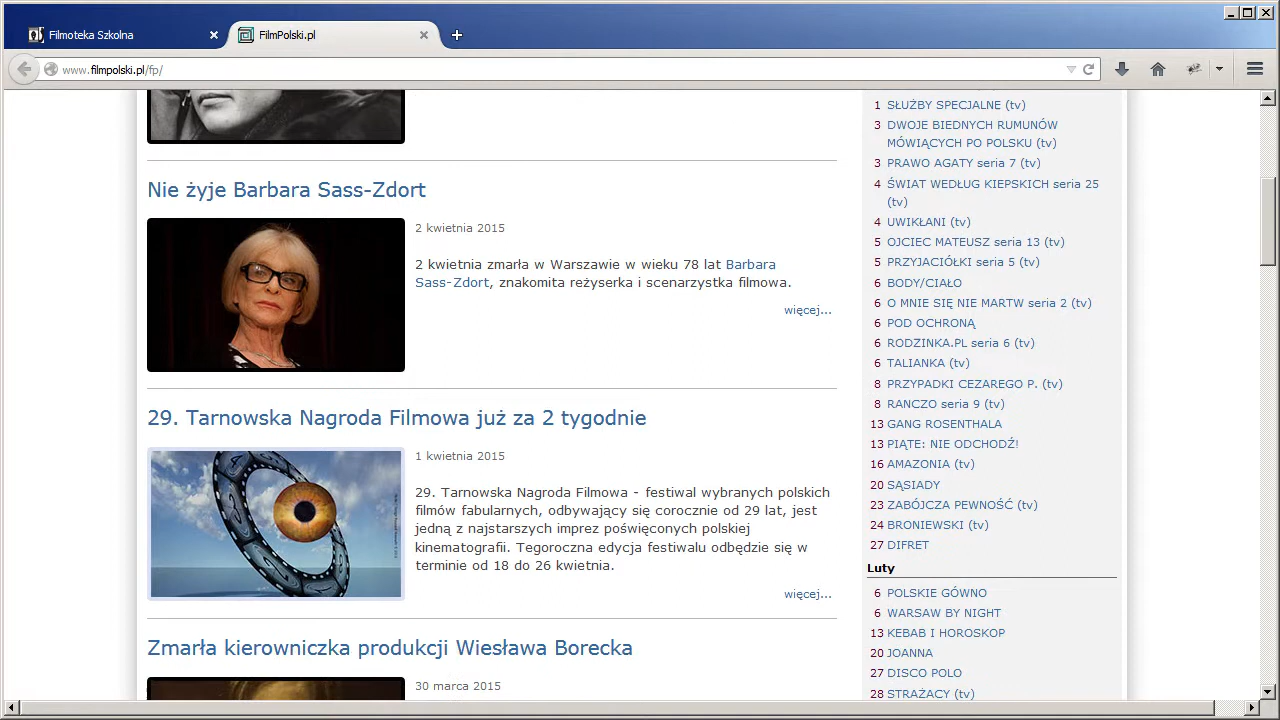 Filmoteka Szkolna
FilmPolski.pl
www.filmpolski.pl/fp/
Nie żyje Barbara Sass-Zdort
2 kwietnia 2015
2 kwietnia zmarła w Warszawie w wieku 78 lat Barbara
Sass-Zdort, znakomita reżyserka i scenarzystka filmowa.
więcej...
29. Tarnowska Nagroda Filmowa już za 2 tygodnie
1 kwietnia 2015
29. Tarnowska Nagroda Filmowa - festiwal wybranych polskich
filmów fabularnych, odbywający się corocznie od 29 lat, jest
jedną z najstarszych imprez poświęconych polskiej
kinematografii. Tegoroczna edycja festiwalu odbędzie się w
terminie od 18 do 26 kwietnia.
więcej...
Zmarła kierowniczka produkcji Wiesława Borecka
30 marca 2015
1 SŁUŻBY SPECJALNE (tv)
3 DWOJE BIEDNYCH RUMUNÓW
MÓWIĄCYCH PO POLSKU (tv)
3 PRAWO AGATY seria 7 (tv)
4 ŚWIAT WEDŁUG KIEPSKICH seria 25
(tv)
4 UWIKŁANI (tv)
5 OJCIEC MATEUSZ seria 13 (tv)
5 PRZYJACIÓŁKI seria 5 (tv)
6 BODY/CIAŁO
6 O MNIE SIĘ NIE MARTW seria 2 (tv)
6 POD OCHRONĄ
6 RODZINKA.PL seria 6 (tv)
6 TALIANKA (tv)
8 PRZYPADKI CEZAREGO P. (tv)
8 RANCZO seria 9 (tv)
13 GANG ROSENTHALA
13 PIĄTE: NIE ODCHODŹ!
16 AMAZONIA (tv)
20 SĄSIADY
23 ZABÓJCZA PEWNOŚĆ (tv)
24 BRONIEWSKI (tv)
27 DIFRET
Luty
6 POLSKIE GÓWNO
6 WARSAW BY NIGHT
13 KEBAB I HOROSKOP
20 JOANNA
27 DISCO POLO
28 STRAŻACY (tv)